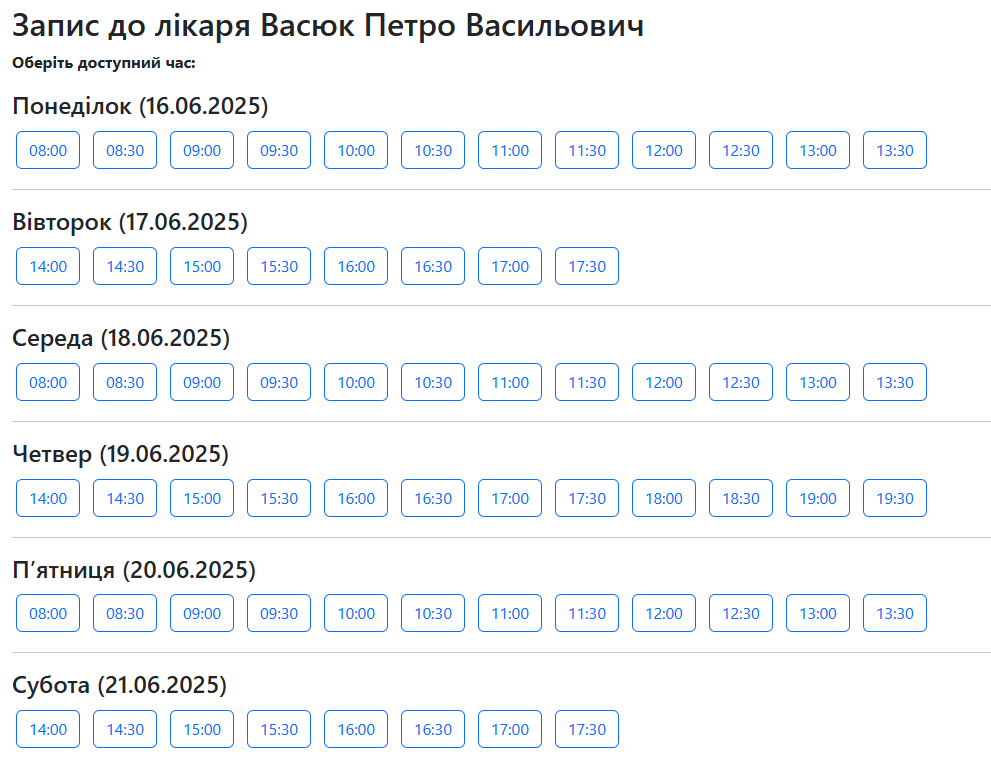 Запис до лікаря Васюк Петро Васильович
Оберіть доступний час:
Понеділок (16.06.2025)
08:00 08:30 09:00 09:30 10:00 10:30 11:00 11:30 12:00 12:30 13:00 13:30
Вівторок (17.06.2025)
14:00 14:30 15:00 15:30 16:00 16:30 17:00 17:30
Середа (18.06.2025)
08:00 08:30 09:00 09:30 10:00 10:30 11:00 11:30 12:00 12:30 13:00 13:30
Четвер (19.06.2025)
14:00 14:30 15:00 15:30 16:00 16:30 17:00 17:30 18:00 18:30 19:00 19:30
П’ятниця (20.06.2025)
08:00 08:30 09:00 09:30 10:00 10:30 11:00 11:30 12:00 12:30 13:00 13:30
Субота (21.06.2025)
14:00 14:30 15:00 15:30 16:00 16:30 17:00 17:30